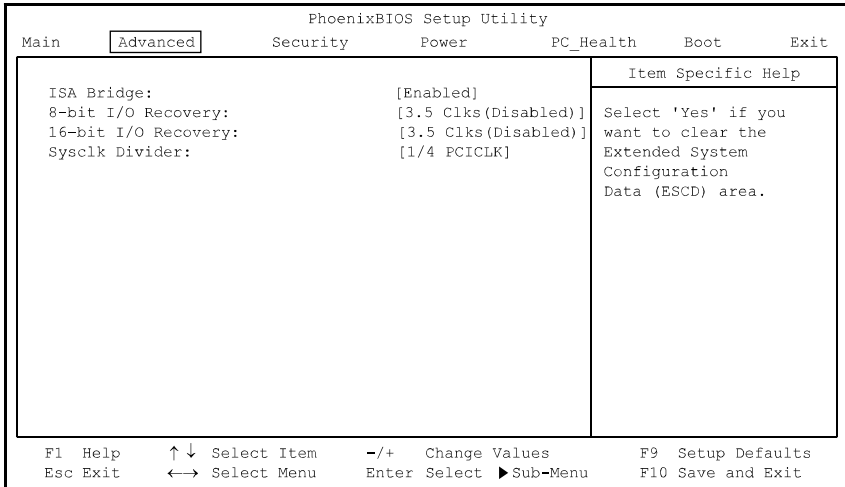 PhoenixBIOS Setup Utility
Main Advanced Security Power PC_Health Boot Exit
Item Specific Help
ISA Bridge: [Enabled]
8-bit I/O Recovery: [3.5 Clks(Disabled)]
16-bit I/O Recovery: [3.5 Clks(Disabled)]
Sysclk Divider: [1/4 PCICLK]
Select 'Yes' if you
want to clear the
Extended System
Configuration
Data (ESCD) area.
F1 Help ↑↓ Select Item -/+ Change Values F9 Setup Defaults
Esc Exit ←→ Select Menu Enter Select ▶Sub-Menu F10 Save and Exit